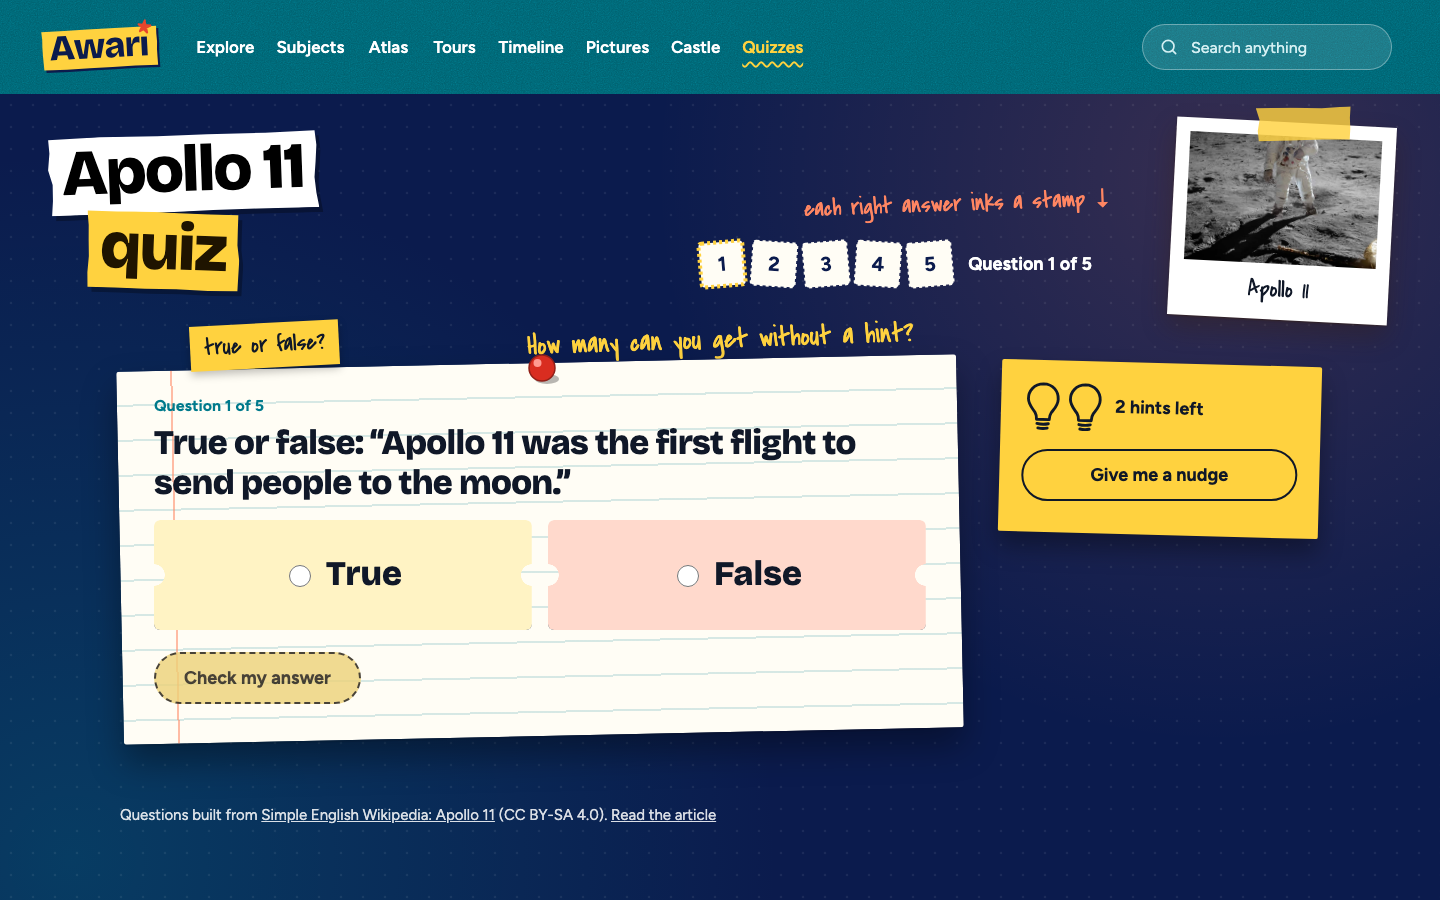 Awari
Explore Subjects Atlas Tours Timeline Pictures Castle Quizzes
Search anything
Apollo 11
quiz
each right answer inks a stamp ↓
1 2 3 4 5 Question 1 of 5
Apollo 11
true or false?
How many can you get without a hint?
Question 1 of 5
True or false: “Apollo 11 was the first flight to
send people to the moon.”
True
False
Check my answer
2 hints left
Give me a nudge
Questions built from Simple English Wikipedia: Apollo 11 (CC BY-SA 4.0). Read the article